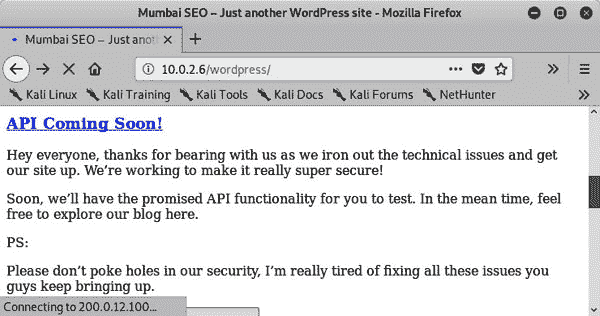 Mumbai SEO – Just another WordPress site - Mozilla Firefox
Mumbai SEO – Just anoth
10.0.2.6/wordpress/
Kali Linux Kali Training Kali Tools Kali Docs Kali Forums NetHunter
API Coming Soon!
Hey everyone, thanks for bearing with us as we iron out the technical issues and get
our site up. We’re working to make it really super secure!
Soon, we’ll have the promised API functionality for you to test. In the mean time, feel
free to explore our blog here.
PS:
Please don’t poke holes in our security, I’m really tired of fixing all these issues you
guys keep bringing up.
Connecting to 200.0.12.100...